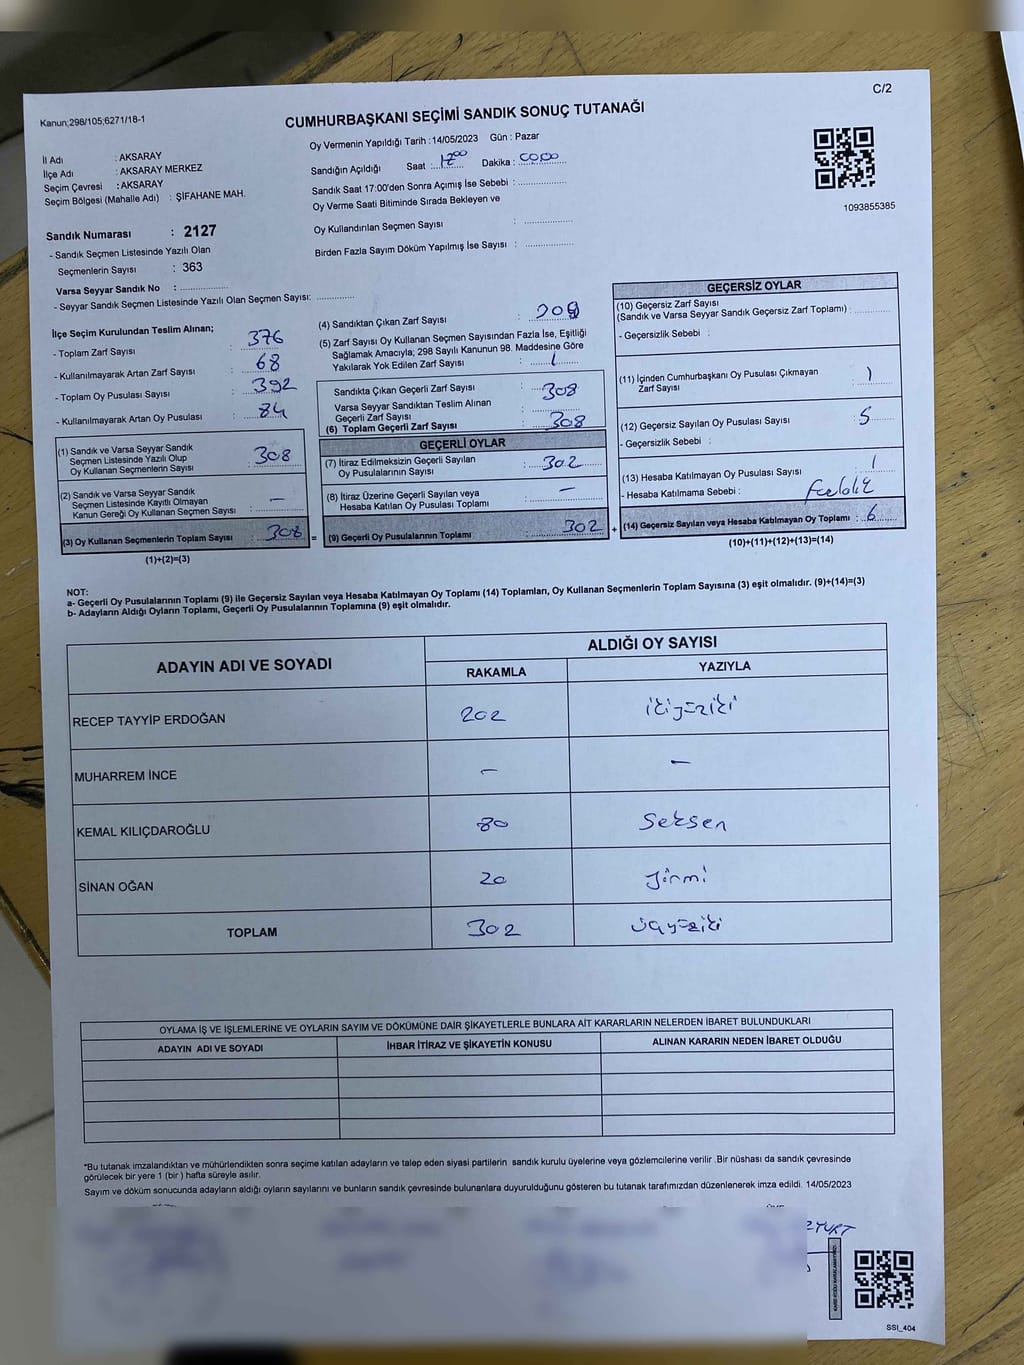 C/2
Kanun;298/105;6271/18-1
CUMHURBAŞKANI SEÇİMİ SANDIK SONUÇ TUTANAĞI
Oy Vermenin Yapıldığı Tarih :14/05/2023 Gün : Pazar
İl Adı : AKSARAY
İlçe Adı : AKSARAY MERKEZ
Seçim Çevresi : AKSARAY
Seçim Bölgesi (Mahalle Adı) : ŞİFAHANE MAH.
Sandığın Açıldığı Saat : 17:00 Dakika :
Sandık Saat 17:00'den Sonra Açımış İse Sebebi :
Oy Verme Saati Bitiminde Sırada Bekleyen ve
Oy Kullandırılan Seçmen Sayısı :
Birden Fazla Sayım Döküm Yapılmış İse Sayısı :
1093855385
Sandık Numarası : 2127
- Sandık Seçmen Listesinde Yazılı Olan
Seçmenlerin Sayısı : 363
Varsa Seyyar Sandık No :
- Seyyar Sandık Seçmen Listesinde Yazılı Olan Seçmen Sayısı:
İlçe Seçim Kurulundan Teslim Alınan;
- Toplam Zarf Sayısı : 376
- Kullanılmayarak Artan Zarf Sayısı : 68
- Toplam Oy Pusulası Sayısı : 392
- Kullanılmayarak Artan Oy Pusulası : 84
(1) Sandık ve Varsa Seyyar Sandık
Seçmen Listesinde Yazılı Olup
Oy Kullanan Seçmenlerin Sayısı : 308
(2) Sandık ve Varsa Seyyar Sandık
Seçmen Listesinde Kayıtlı Olmayan
Kanun Gereği Oy Kullanan Seçmen Sayısı : —
(3) Oy Kullanan Seçmenlerin Toplam Sayısı : 308
(1)+(2)=(3)
(4) Sandıktan Çıkan Zarf Sayısı :
(5) Zarf Sayısı Oy Kullanan Seçmen Sayısından Fazla İse, Eşitliği
Sağlamak Amacıyla; 298 Sayılı Kanunun 98. Maddesine Göre
Yakılarak Yok Edilen Zarf Sayısı : 1
Sandıkta Çıkan Geçerli Zarf Sayısı : 308
Varsa Seyyar Sandıktan Teslim Alınan
Geçerli Zarf Sayısı :
(6) Toplam Geçerli Zarf Sayısı : 308
GEÇERLİ OYLAR
(7) İtiraz Edilmeksizin Geçerli Sayılan
Oy Pusulalarının Sayısı : 302
(8) İtiraz Üzerine Geçerli Sayılan veya
Hesaba Katılan Oy Pusulası Toplamı : —
(9) Geçerli Oy Pusulalarının Toplamı : 302
=
+
GEÇERSİZ OYLAR
(10) Geçersiz Zarf Sayısı
(Sandık ve Varsa Seyyar Sandık Geçersiz Zarf Toplamı) :
- Geçersizlik Sebebi :
(11) İçinden Cumhurbaşkanı Oy Pusulası Çıkmayan
Zarf Sayısı : 1
(12) Geçersiz Sayılan Oy Pusulası Sayısı : 5
- Geçersizlik Sebebi :
(13) Hesaba Katılmayan Oy Pusulası Sayısı : 1
- Hesaba Katılmama Sebebi :
(14) Geçersiz Sayılan veya Hesaba Katılmayan Oy Toplamı : 6
(10)+(11)+(12)+(13)=(14)
NOT:
a- Geçerli Oy Pusulalarının Toplamı (9) ile Geçersiz Sayılan veya Hesaba Katılmayan Oy Toplamı (14) Toplamları, Oy Kullanan Seçmenlerin Toplam Sayısına (3) eşit olmalıdır. (9)+(14)=(3)
b- Adayların Aldığı Oyların Toplamı, Geçerli Oy Pusulalarının Toplamına (9) eşit olmalıdır.
ADAYIN ADI VE SOYADI
ALDIĞI OY SAYISI
RAKAMLA YAZIYLA
RECEP TAYYİP ERDOĞAN 202 ikiyüziki
MUHARREM İNCE — —
KEMAL KILIÇDAROĞLU 80 Seksen
SİNAN OĞAN 20 Yirmi
TOPLAM 302 üçyüziki
OYLAMA İŞ VE İŞLEMLERİNE VE OYLARIN SAYIM VE DÖKÜMÜNE DAİR ŞİKAYETLERLE BUNLARA AİT KARARLARIN NELERDEN İBARET BULUNDUKLARI
ADAYIN ADI VE SOYADI İHBAR İTİRAZ VE ŞİKAYETİN KONUSU ALINAN KARARIN NEDEN İBARET OLDUĞU
*Bu tutanak imzalandıktan ve mühürlendikten sonra seçime katılan adayların ve talep eden siyasi partilerin sandık kurulu üyelerine veya gözlemcilerine verilir .Bir nüshası da sandık çevresinde
görülecek bir yere 1 (bir ) hafta süreyle asılır.
Sayım ve döküm sonucunda adayların aldığı oyların sayılarını ve bunların sandık çevresinde bulunanlara duyurulduğunu gösteren bu tutanak tarafımızdan düzenlenerek imza edildi. 14/05/2023
SSI_404